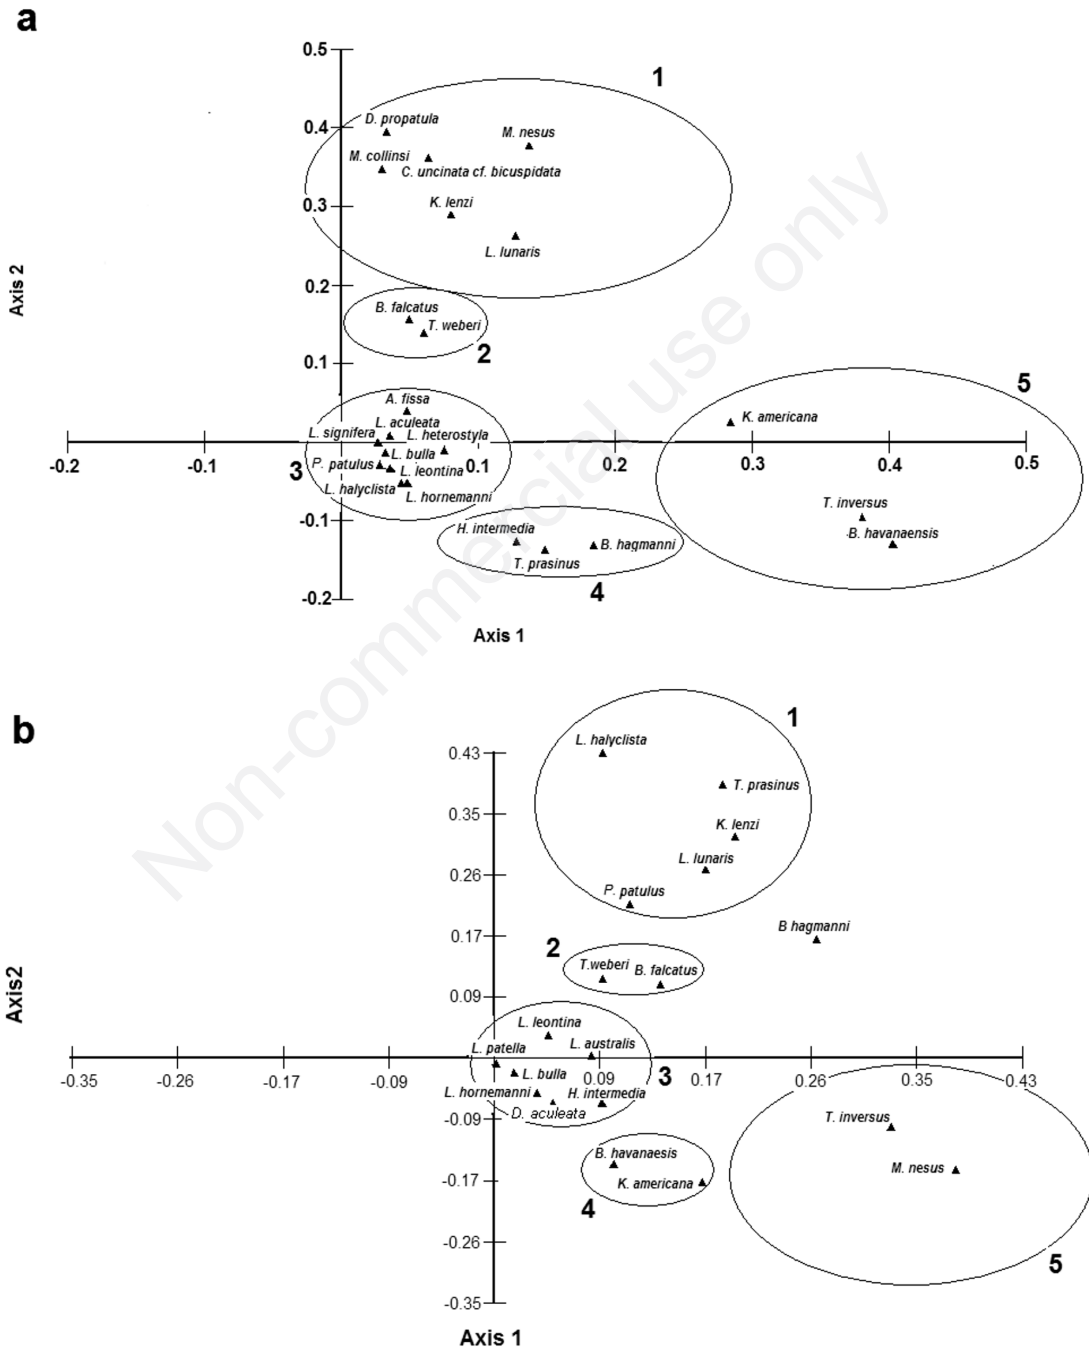 a
0.5
1
D. propatula
0.4
M. nesus
M. collinsi
C. uncinata cf. bicuspidata
K. lenzi
0.3
L. lunaris
Axis 2
0.2
B. falcatus
T. weberi
2
0.1
5
A. fissa
K. americana
L. aculeata
L. signifera
L. heterostyla
L. bulla
-0.2
-0.1
0.1
0.2
0.3
0.4
0.5
P. patulus
3
L. leontina
L. halyclista
L. hornemanni
T. inversus
-0.1
H. intermedia
B. havanaensis
B. hagmanni
T. prasinus
4
-0.2
Axis 1
Non-commercial use only
b
1
L. halyclista
0.43
T. prasinus
0.35
K. lenzi
L. lunaris
0.26
P. patulus
B hagmanni
0.17
2
T.weberi
B. falcatus
Axis2
0.09
L. leontina
L. patella
L. australis
-0.35
-0.26
-0.17
-0.09
0.09
0.17
0.26
0.35
0.43
L. bulla
3
L. hornemanni
H. intermedia
D. aculeata
-0.09
T. inversus
B. havanaesis
-0.17
K. americana
M. nesus
4
-0.26
5
-0.35
Axis 1